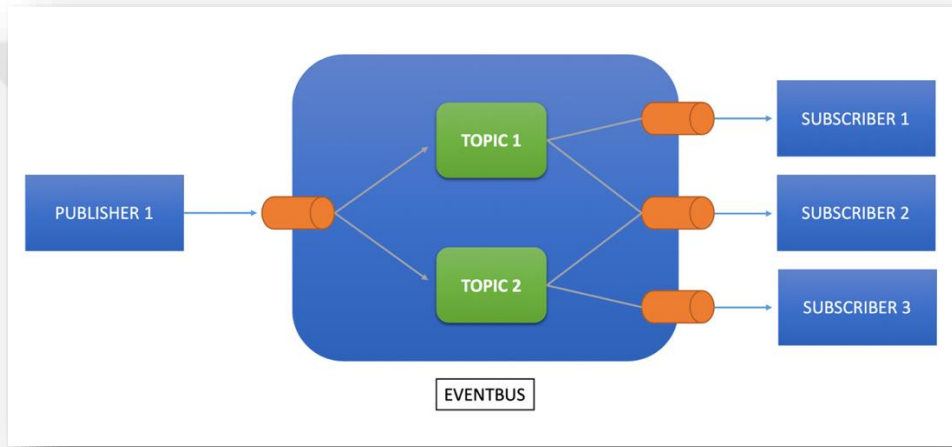 PUBLISHER 1
TOPIC 1
TOPIC 2
SUBSCRIBER 1
SUBSCRIBER 2
SUBSCRIBER 3
EVENTBUS